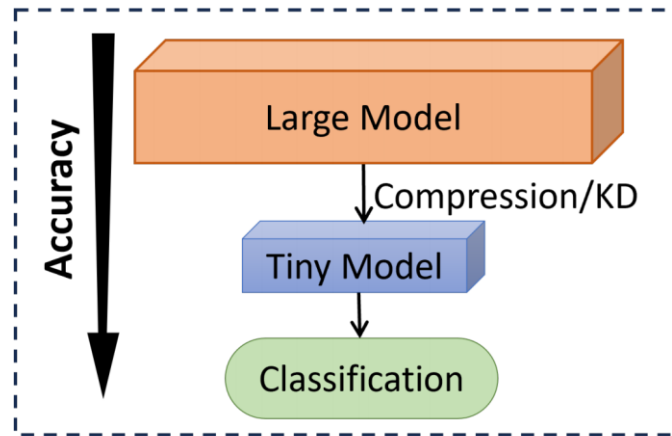 Accuracy
Large Model
Compression/KD
Tiny Model
Classification